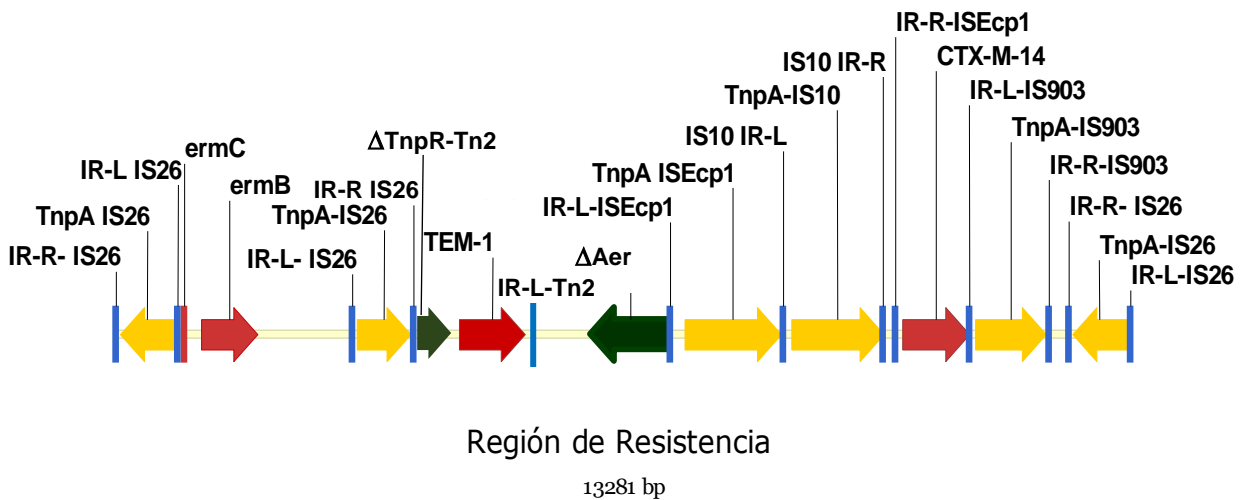 IR-R-ISEcp1
IS10 IR-R
CTX-M-14
TnpA-IS10
IR-L-IS903
ΔTnpR-Tn2
IS10 IR-L
TnpA-IS903
ermC
IR-L IS26
ermB
IR-R IS26
TnpA ISEcp1
IR-R-IS903
TnpA IS26
TnpA-IS26
IR-L-ISEcp1
IR-R- IS26
IR-R- IS26
IR-L- IS26
TEM-1
ΔAer
TnpA-IS26
IR-L-Tn2
IR-L-IS26
Región de Resistencia
13281 bp